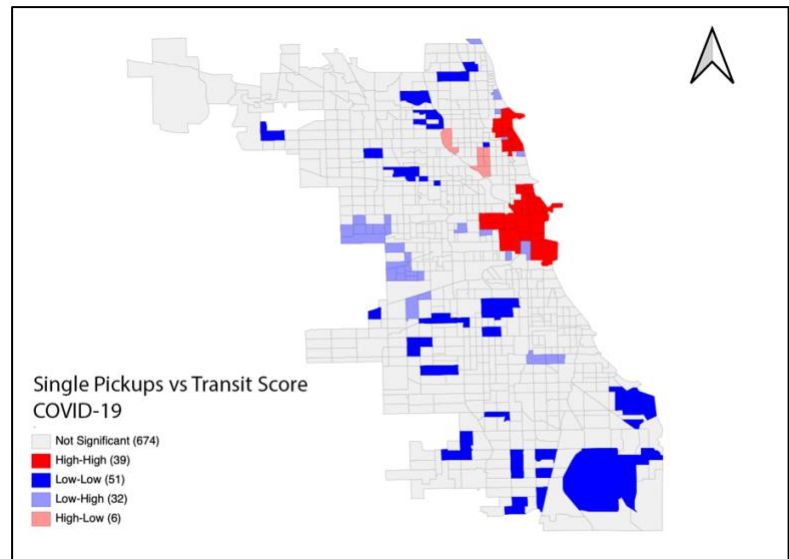 Single Pickups vs Transit Score
COVID-19
Not Significant (674)
High-High (39)
Low-Low (51)
Low-High (32)
High-Low (6)